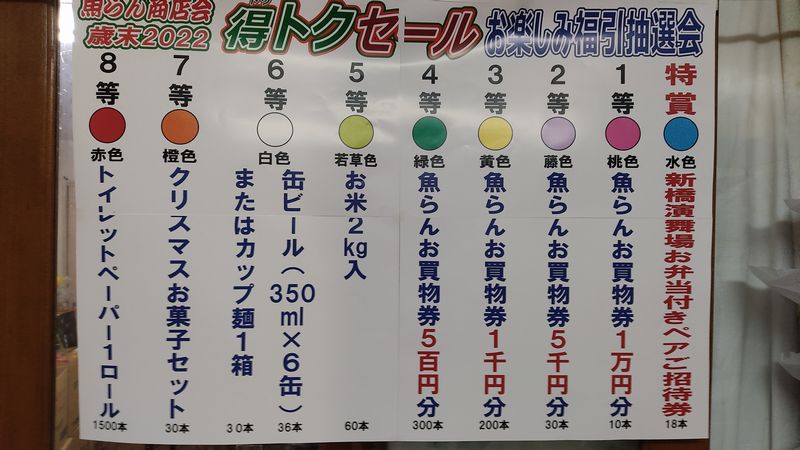 魚らん商店会
歳末2022
得トクセール
お楽しみ福引抽選会
特賞
水色
新橋演舞場お弁当付きペアご招待券
18本
1等
桃色
魚らんお買物券1万円分
10本
2等
藤色
魚らんお買物券5千円分
30本
3等
黄色
魚らんお買物券1千円分
200本
4等
緑色
魚らんお買物券5百円分
300本
5等
若草色
お米2kg入
60本
6等
白色
缶ビール(350ml×6缶)
36本
またはカップ麺1箱
30本
7等
橙色
クリスマスお菓子セット
30本
8等
赤色
トイレットペーパー1ロール
1500本